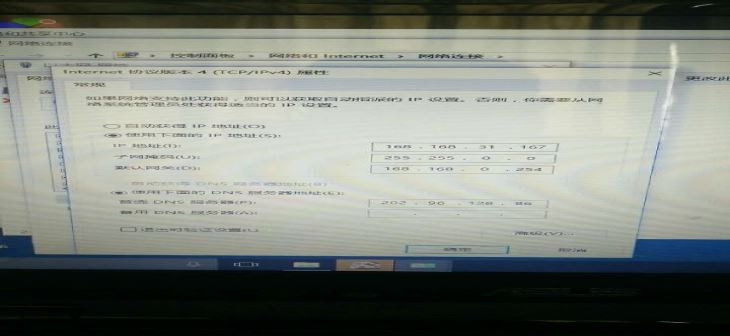 和共享中心
网络连接
控制面板 > 网络和 Internet > 网络连接 >
Internet 协议版本 4 (TCP/IPv4) 属性
常规
如果网络支持此功能，则可以获取自动指派的 IP 设置。否则，你需要从网
络系统管理员处获得适当的 IP 设置。
自动获得 IP 地址(O)
使用下面的 IP 地址(S):
IP 地址(I): 168 . 168 . 31 . 167
子网掩码(U): 255 . 255 . 0 . 0
默认网关(D): 168 . 168 . 0 . 254
自动获得 DNS 服务器地址(B)
使用下面的 DNS 服务器地址(E):
首选 DNS 服务器(P): 202 . 96 . 128 . 86
备用 DNS 服务器(A):
退出时验证设置(L)
高级(V)...
确定 取消
更改此